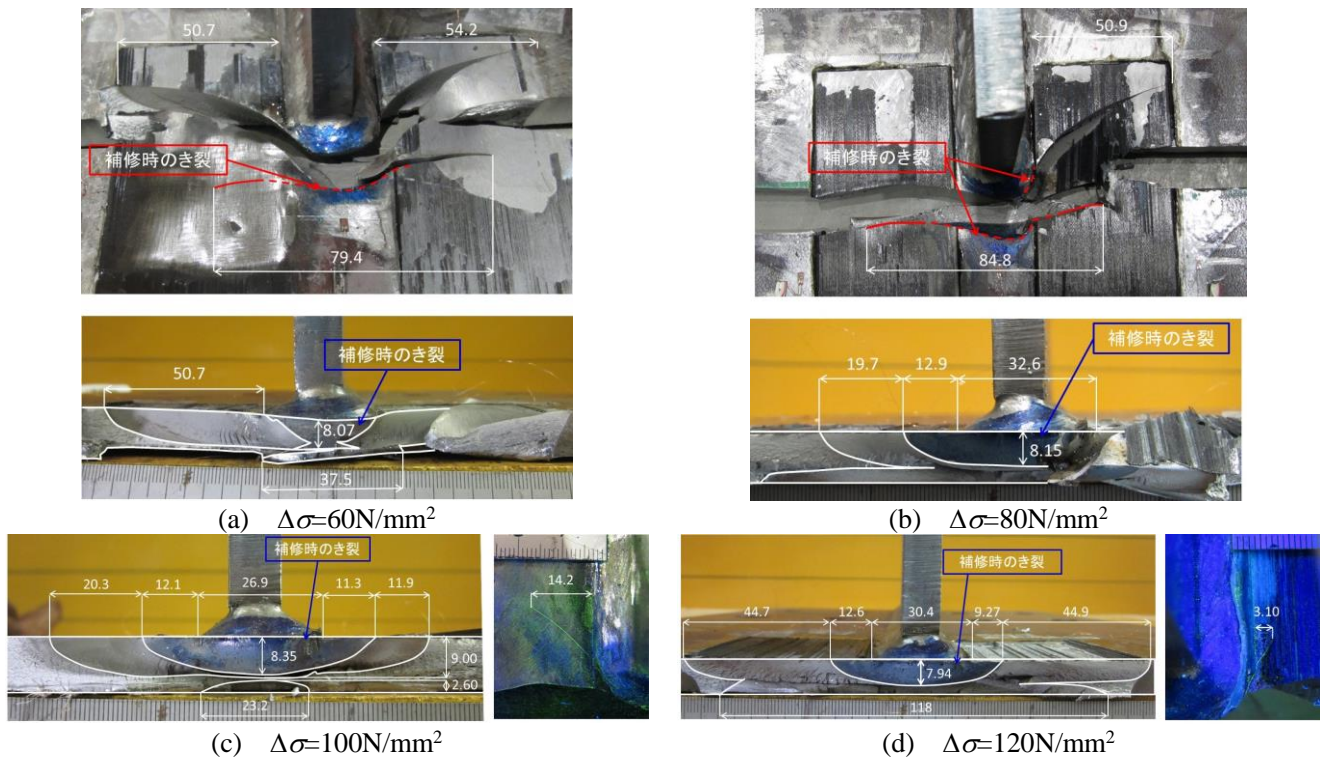 50.7 54.2
補修時のき裂
79.4
50.9
補修時のき裂
84.8
補修時のき裂
50.7
8.07
37.5
補修時のき裂
19.7 12.9 32.6
8.15
(a) Δσ=60N/mm²
(b) Δσ=80N/mm²
補修時のき裂
20.3 12.1 26.9 11.3 11.9
8.35
9.00
2.60
23.2
14.2
補修時のき裂
44.7 12.6 30.4 9.27 44.9
7.94
118
3.10
(c) Δσ=100N/mm²
(d) Δσ=120N/mm²